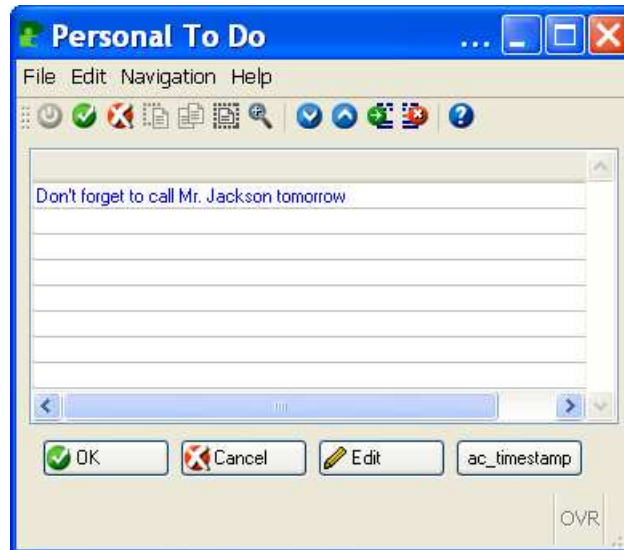 Personal To Do ...
File Edit Navigation Help
Don't forget to call Mr. Jackson tomorrow
OK Cancel Edit ac_timestamp
OVR